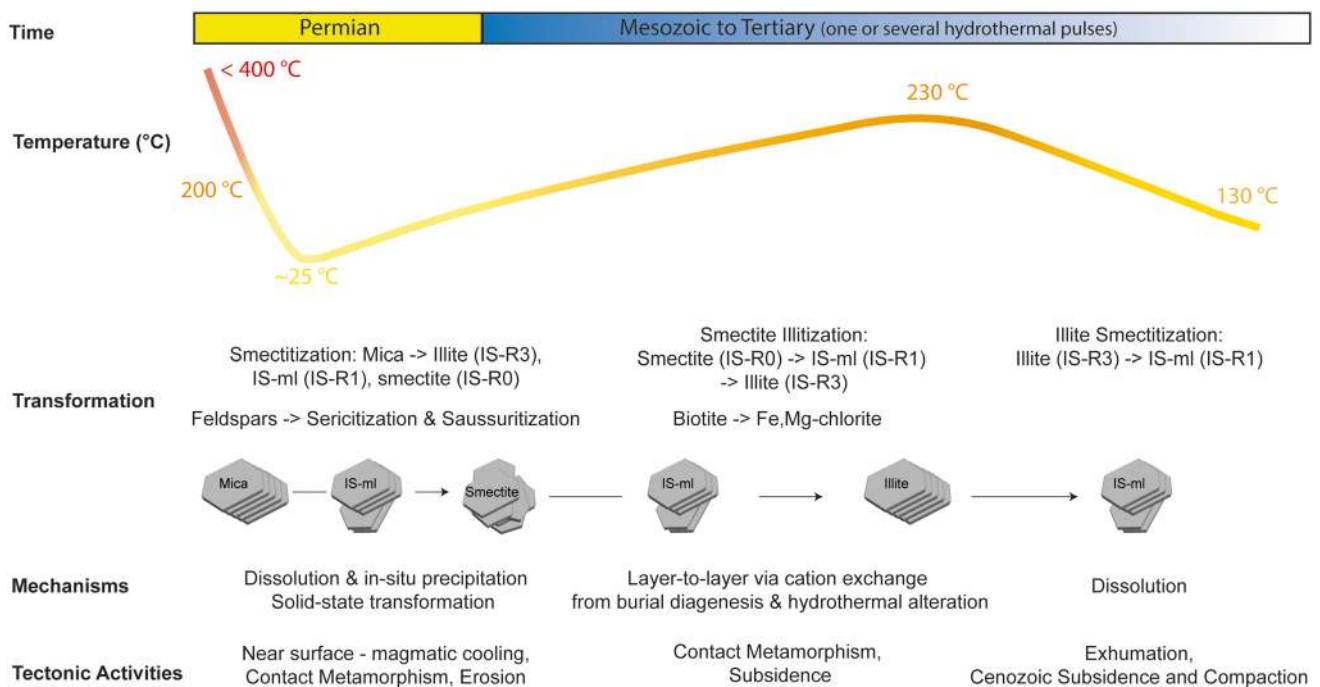 Time
Permian
Mesozoic to Tertiary (one or several hydrothermal pulses)
< 400 °C
Temperature (°C)
200 °C
~25 °C
230 °C
130 °C
Transformation
Smectitization: Mica -> Illite (IS-R3),
IS-ml (IS-R1), smectite (IS-R0)
Feldspars -> Sericitization & Saussuritization
Smectite Illitization:
Smectite (IS-R0) -> IS-ml (IS-R1)
-> Illite (IS-R3)
Biotite -> Fe,Mg-chlorite
Illite Smectitization:
Illite (IS-R3) -> IS-ml (IS-R1)
Mica
IS-ml
Smectite
IS-ml
Illite
IS-ml
Mechanisms
Dissolution & in-situ precipitation
Solid-state transformation
Layer-to-layer via cation exchange
from burial diagenesis & hydrothermal alteration
Dissolution
Tectonic Activities
Near surface - magmatic cooling,
Contact Metamorphism, Erosion
Contact Metamorphism,
Subsidence
Exhumation,
Cenozoic Subsidence and Compaction